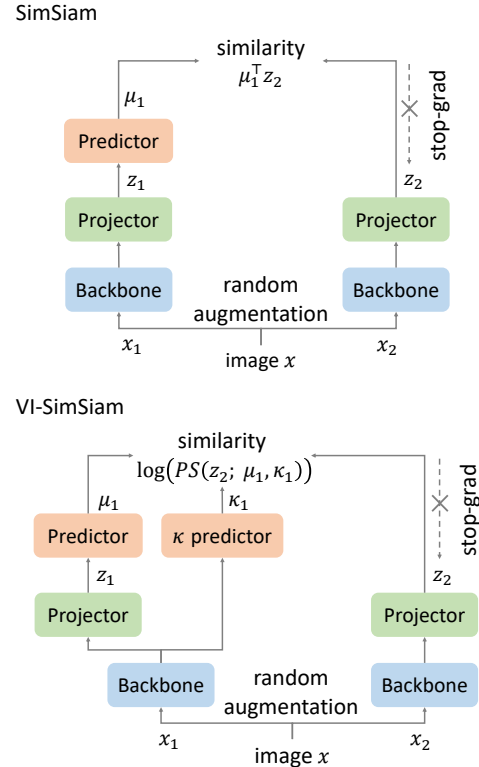 SimSiam
similarity
μ₁ᵀz₂
μ₁
stop-grad
Predictor
z₁
z₂
Projector
Projector
Backbone
random
augmentation
Backbone
x₁
x₂
image x
VI-SimSiam
similarity
log(PS(z₂; μ₁, κ₁))
μ₁
κ₁
stop-grad
Predictor
κ predictor
z₁
z₂
Projector
Projector
Backbone
random
augmentation
Backbone
x₁
x₂
image x